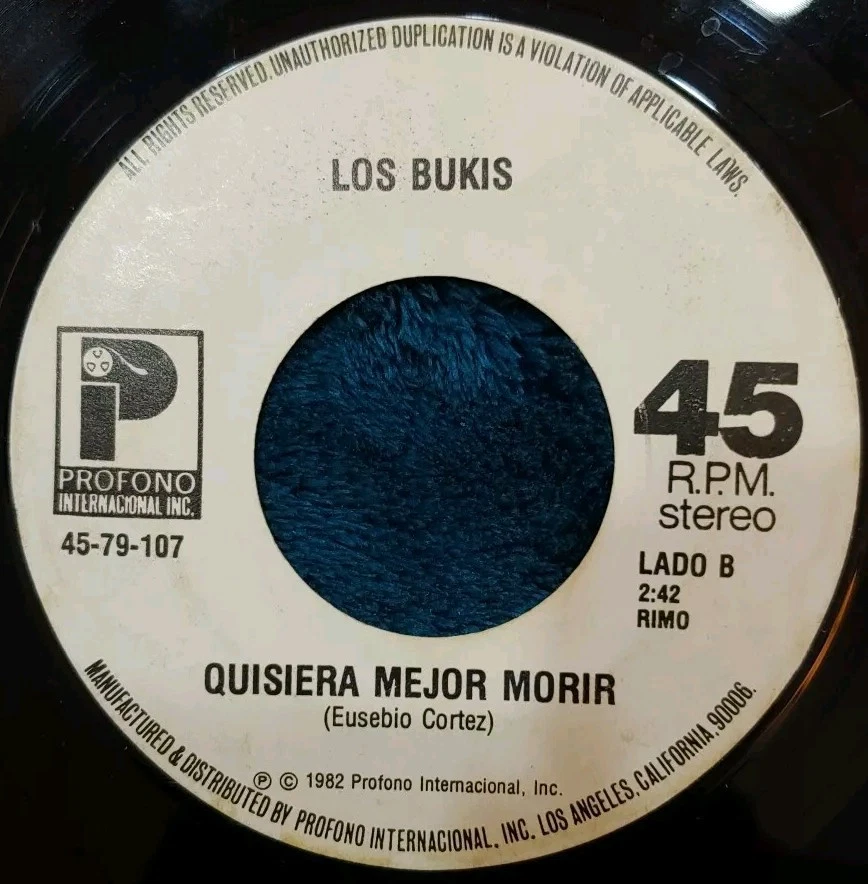 ALL RIGHTS RESERVED. UNAUTHORIZED DUPLICATION IS A VIOLATION OF APPLICABLE LAWS.
LOS BUKIS
PROFONO
INTERNACIONAL INC.
45-79-107
45
R.P.M.
stereo
LADO B
2:42
RIMO
QUISIERA MEJOR MORIR
(Eusebio Cortez)
℗ © 1982 Profono Internacional, Inc.
MANUFACTURED & DISTRIBUTED BY PROFONO INTERNACIONAL, INC. LOS ANGELES, CALIFORNIA. 90006.